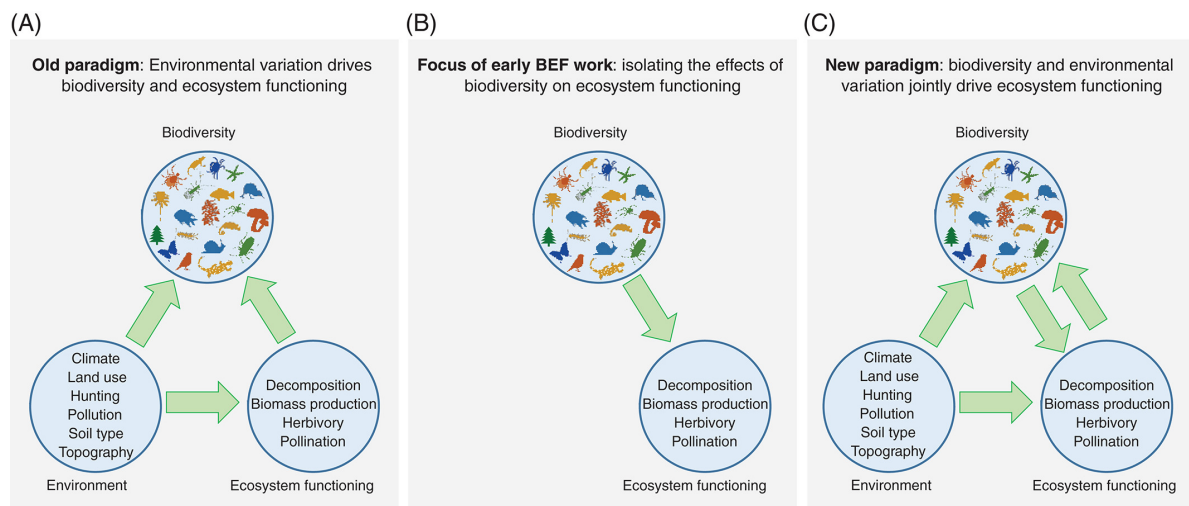 (A)
Old paradigm: Environmental variation drives
biodiversity and ecosystem functioning
Biodiversity
Climate
Land use
Hunting
Pollution
Soil type
Topography
Environment
Decomposition
Biomass production
Herbivory
Pollination
Ecosystem functioning
(B)
Focus of early BEF work: isolating the effects of
biodiversity on ecosystem functioning
Biodiversity
Decomposition
Biomass production
Herbivory
Pollination
Ecosystem functioning
(C)
New paradigm: biodiversity and environmental
variation jointly drive ecosystem functioning
Biodiversity
Climate
Land use
Hunting
Pollution
Soil type
Topography
Environment
Decomposition
Biomass production
Herbivory
Pollination
Ecosystem functioning